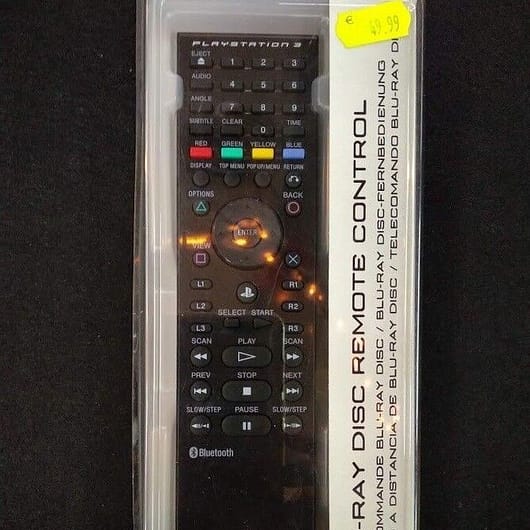 € 49.99
PLAYSTATION 3
EJECT
1 2 3
AUDIO
4 5 6
ANGLE
7 8 9
SUBTITLE CLEAR TIME
0
RED GREEN YELLOW BLUE
DISPLAY TOP MENU POP UP/MENU RETURN
OPTIONS BACK
ENTER
VIEW
L1 R1
L2 R2
SELECT START
L3 R3
SCAN PLAY SCAN
PREV STOP NEXT
SLOW/STEP PAUSE SLOW/STEP
Bluetooth
-RAY DISC REMOTE CONTROL
OMMANDE BLU-RAY DISC / BLU-RAY DISC-FERNBEDIENUNG
A DISTANCIA DE BLU-RAY DISC / TELECOMANDO BLU-RAY DI